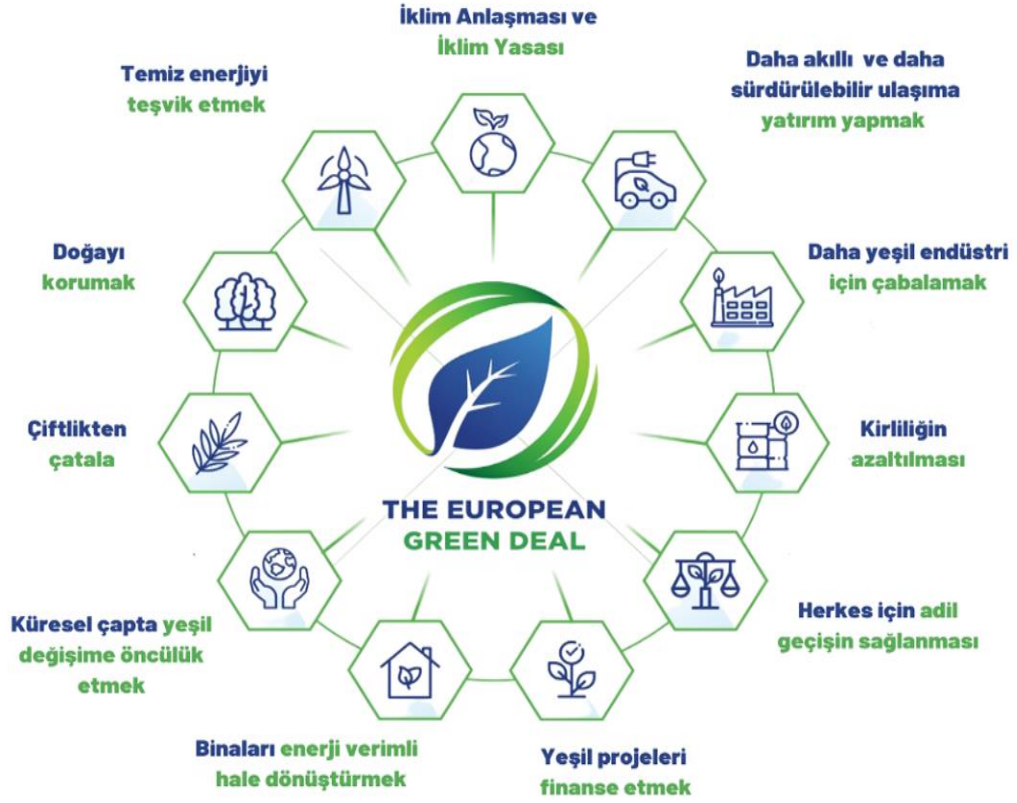 İklim Anlaşması ve
İklim Yasası
Daha akıllı ve daha
sürdürülebilir ulaşıma
yatırım yapmak
Daha yeşil endüstri
için çabalamak
Kirliliğin
azaltılması
Herkes için adil
geçişin sağlanması
Yeşil projeleri
finanse etmek
Binaları enerji verimli
hale dönüştürmek
Küresel çapta yeşil
değişime öncülük
etmek
Çiftlikten
çatala
Doğayı
korumak
Temiz enerjiyi
teşvik etmek
THE EUROPEAN
GREEN DEAL